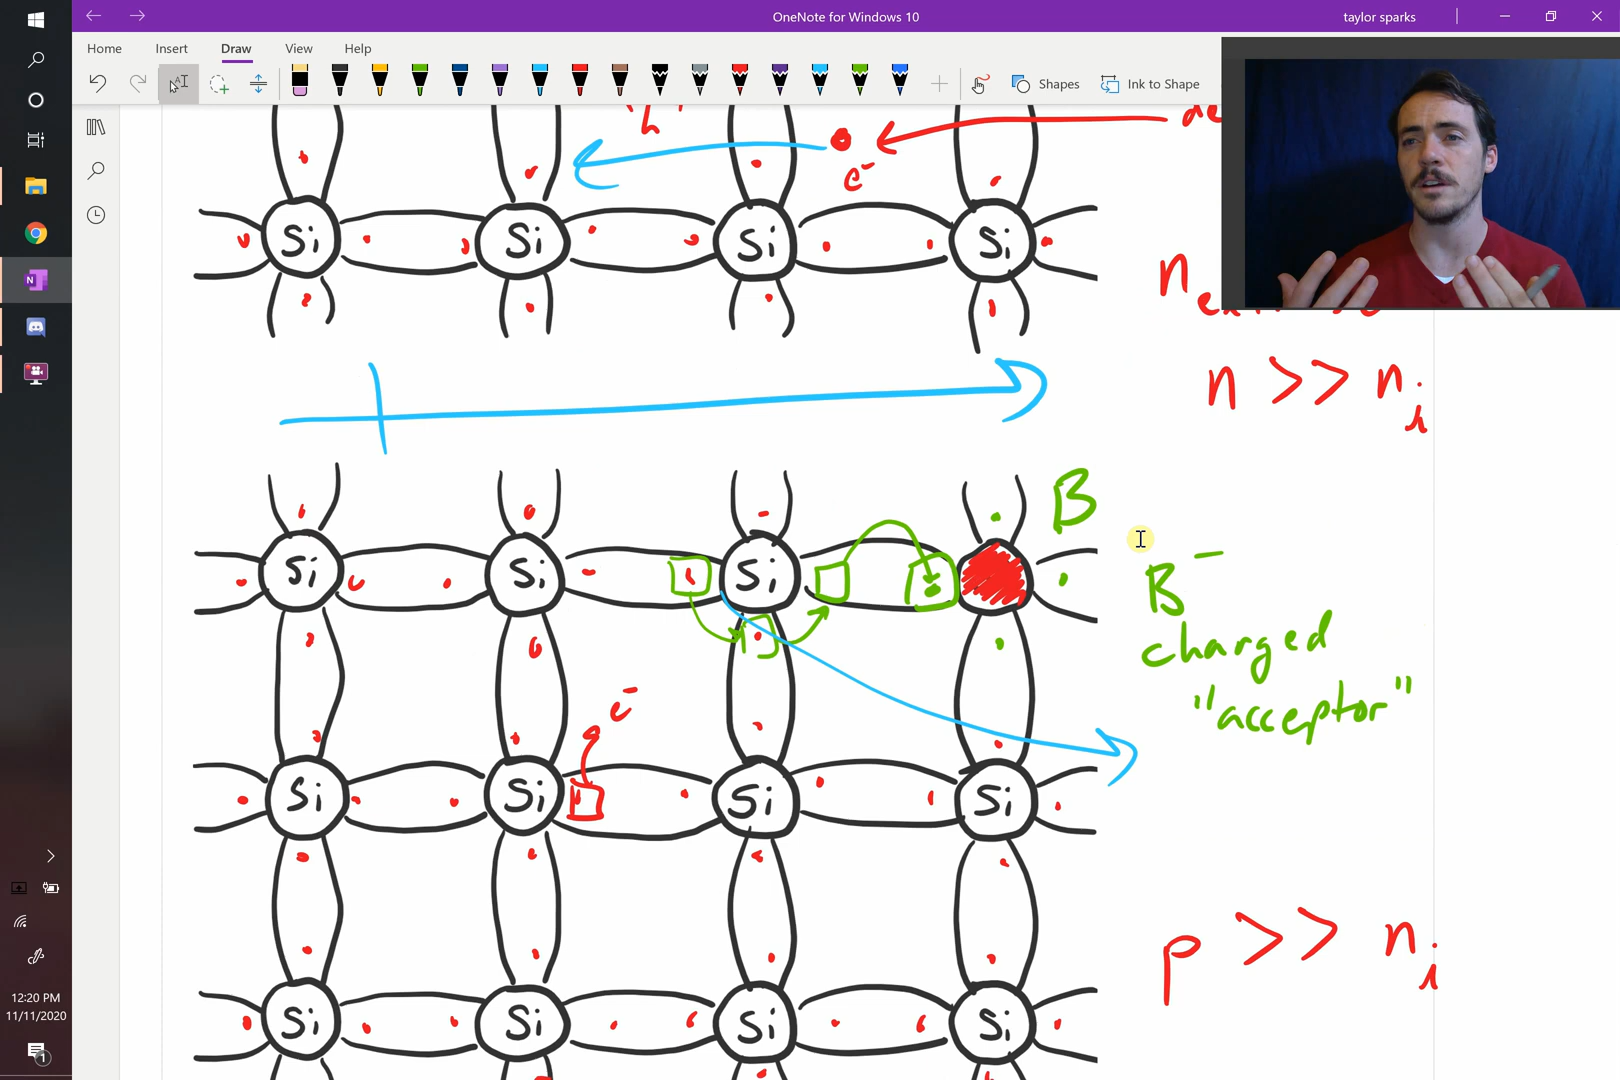 OneNote for Windows 10
taylor sparks
Home Insert Draw View Help
Shapes
Ink to Shape
h
e⁻
Si Si Si Si
n
n >> nᵢ
B
Si Si Si
B⁻
charged
"acceptor"
e⁻
Si Si Si Si
p >> nᵢ
Si Si Si Si
12:20 PM
11/11/2020
1